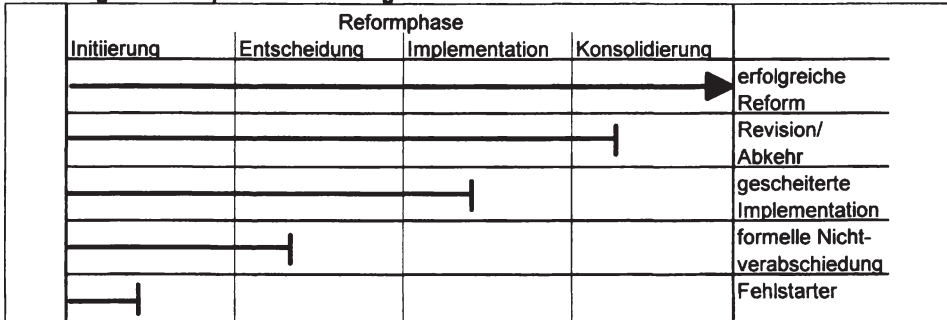 Reformphase
Initiierung Entscheidung Implementation Konsolidierung
erfolgreiche
Reform
Revision/
Abkehr
gescheiterte
Implementation
formelle Nicht-
verabschiedung
Fehlstarter